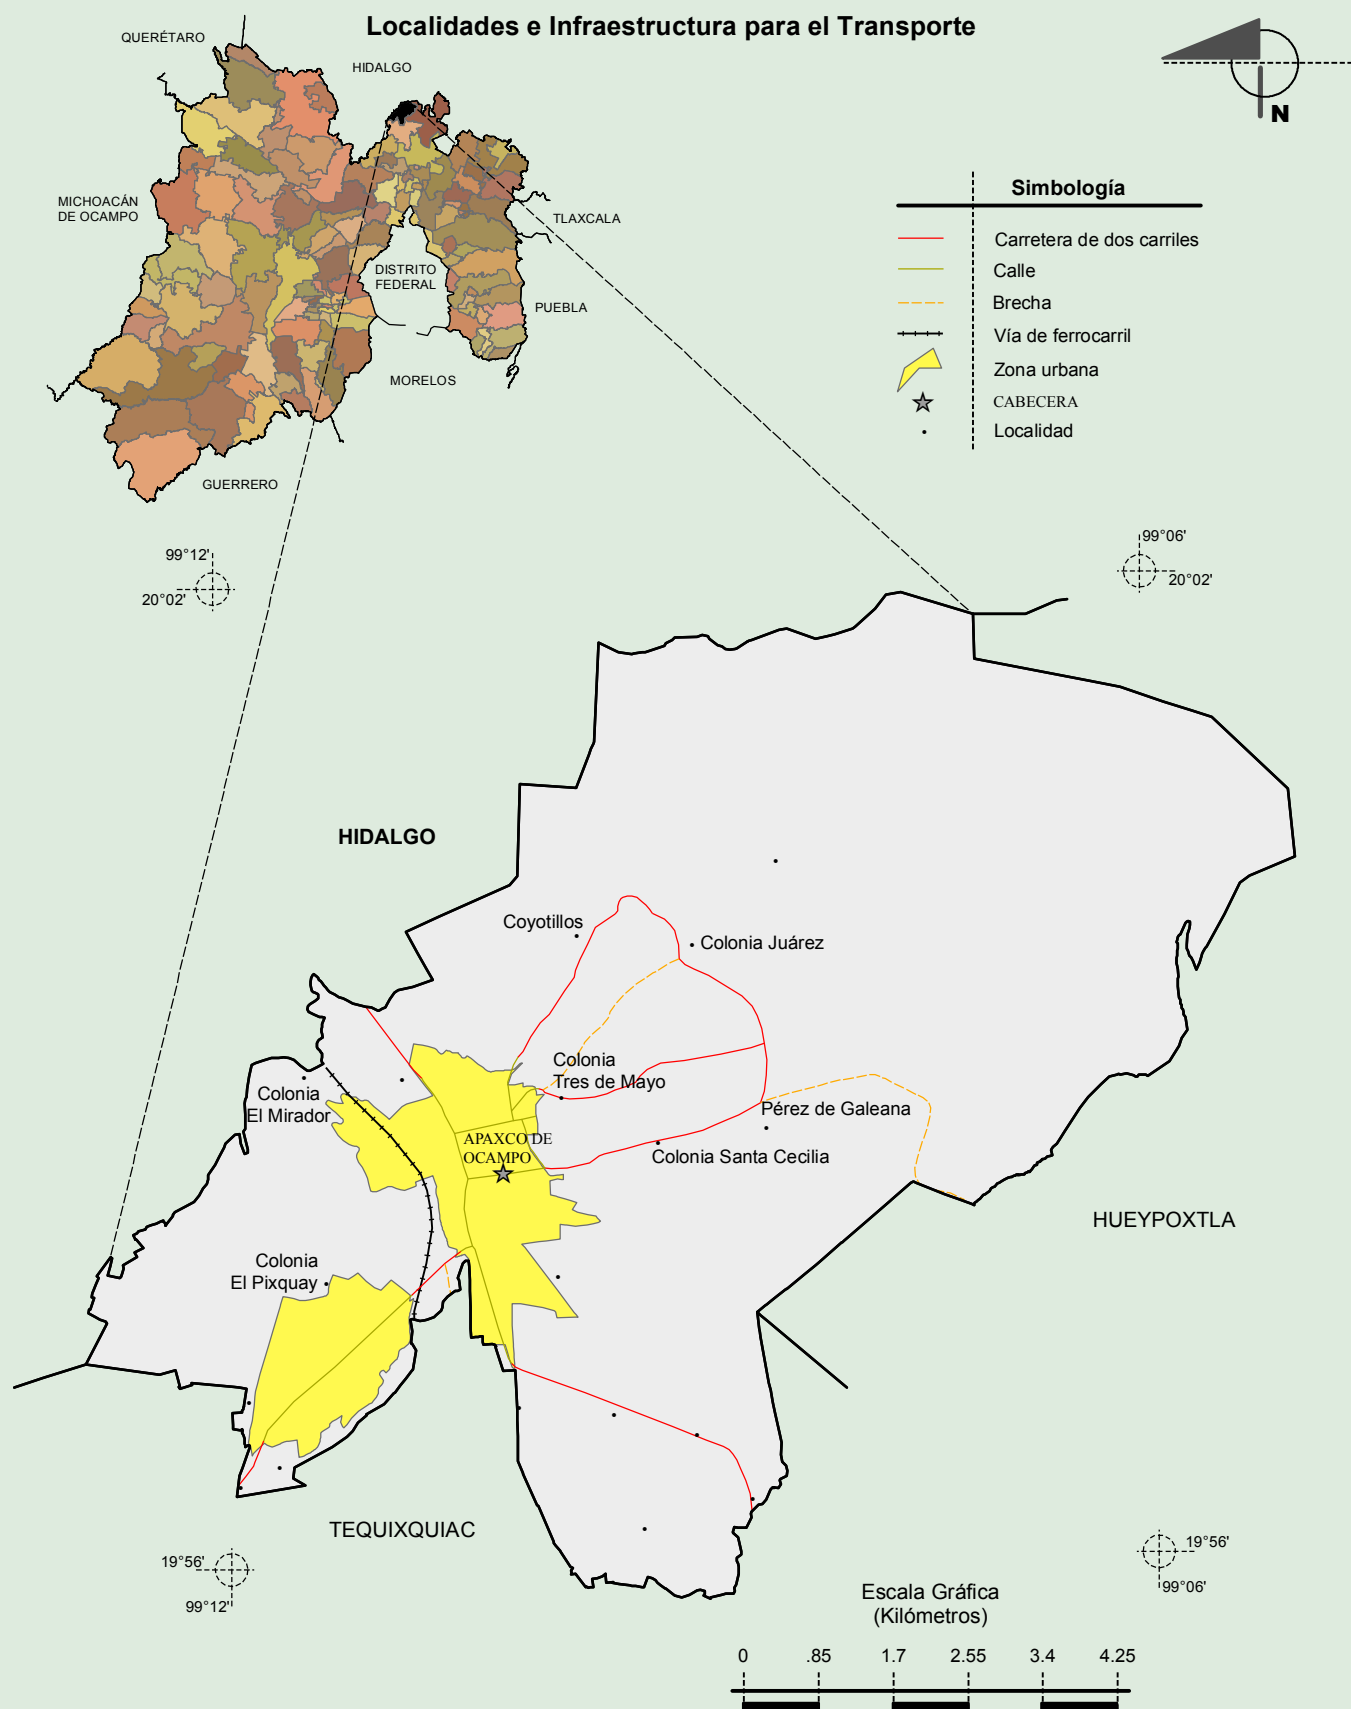 Localidades e Infraestructura para el Transporte
QUERÉTARO
HIDALGO
MICHOACÁN
DE OCAMPO
TLAXCALA
DISTRITO
FEDERAL
PUEBLA
MORELOS
GUERRERO
N
Simbología
Carretera de dos carriles
Calle
Brecha
Vía de ferrocarril
Zona urbana
CABECERA
Localidad
99°12'
20°02'
99°06'
20°02'
HIDALGO
Coyotillos
Colonia Juárez
Colonia
Tres de Mayo
Colonia
El Mirador
Pérez de Galeana
APAXCO DE
OCAMPO
Colonia Santa Cecilia
HUEYPOXTLA
Colonia
El Pixquay
TEQUIXQUIAC
19°56'
99°12'
19°56'
99°06'
Escala Gráfica
(Kilómetros)
0 .85 1.7 2.55 3.4 4.25